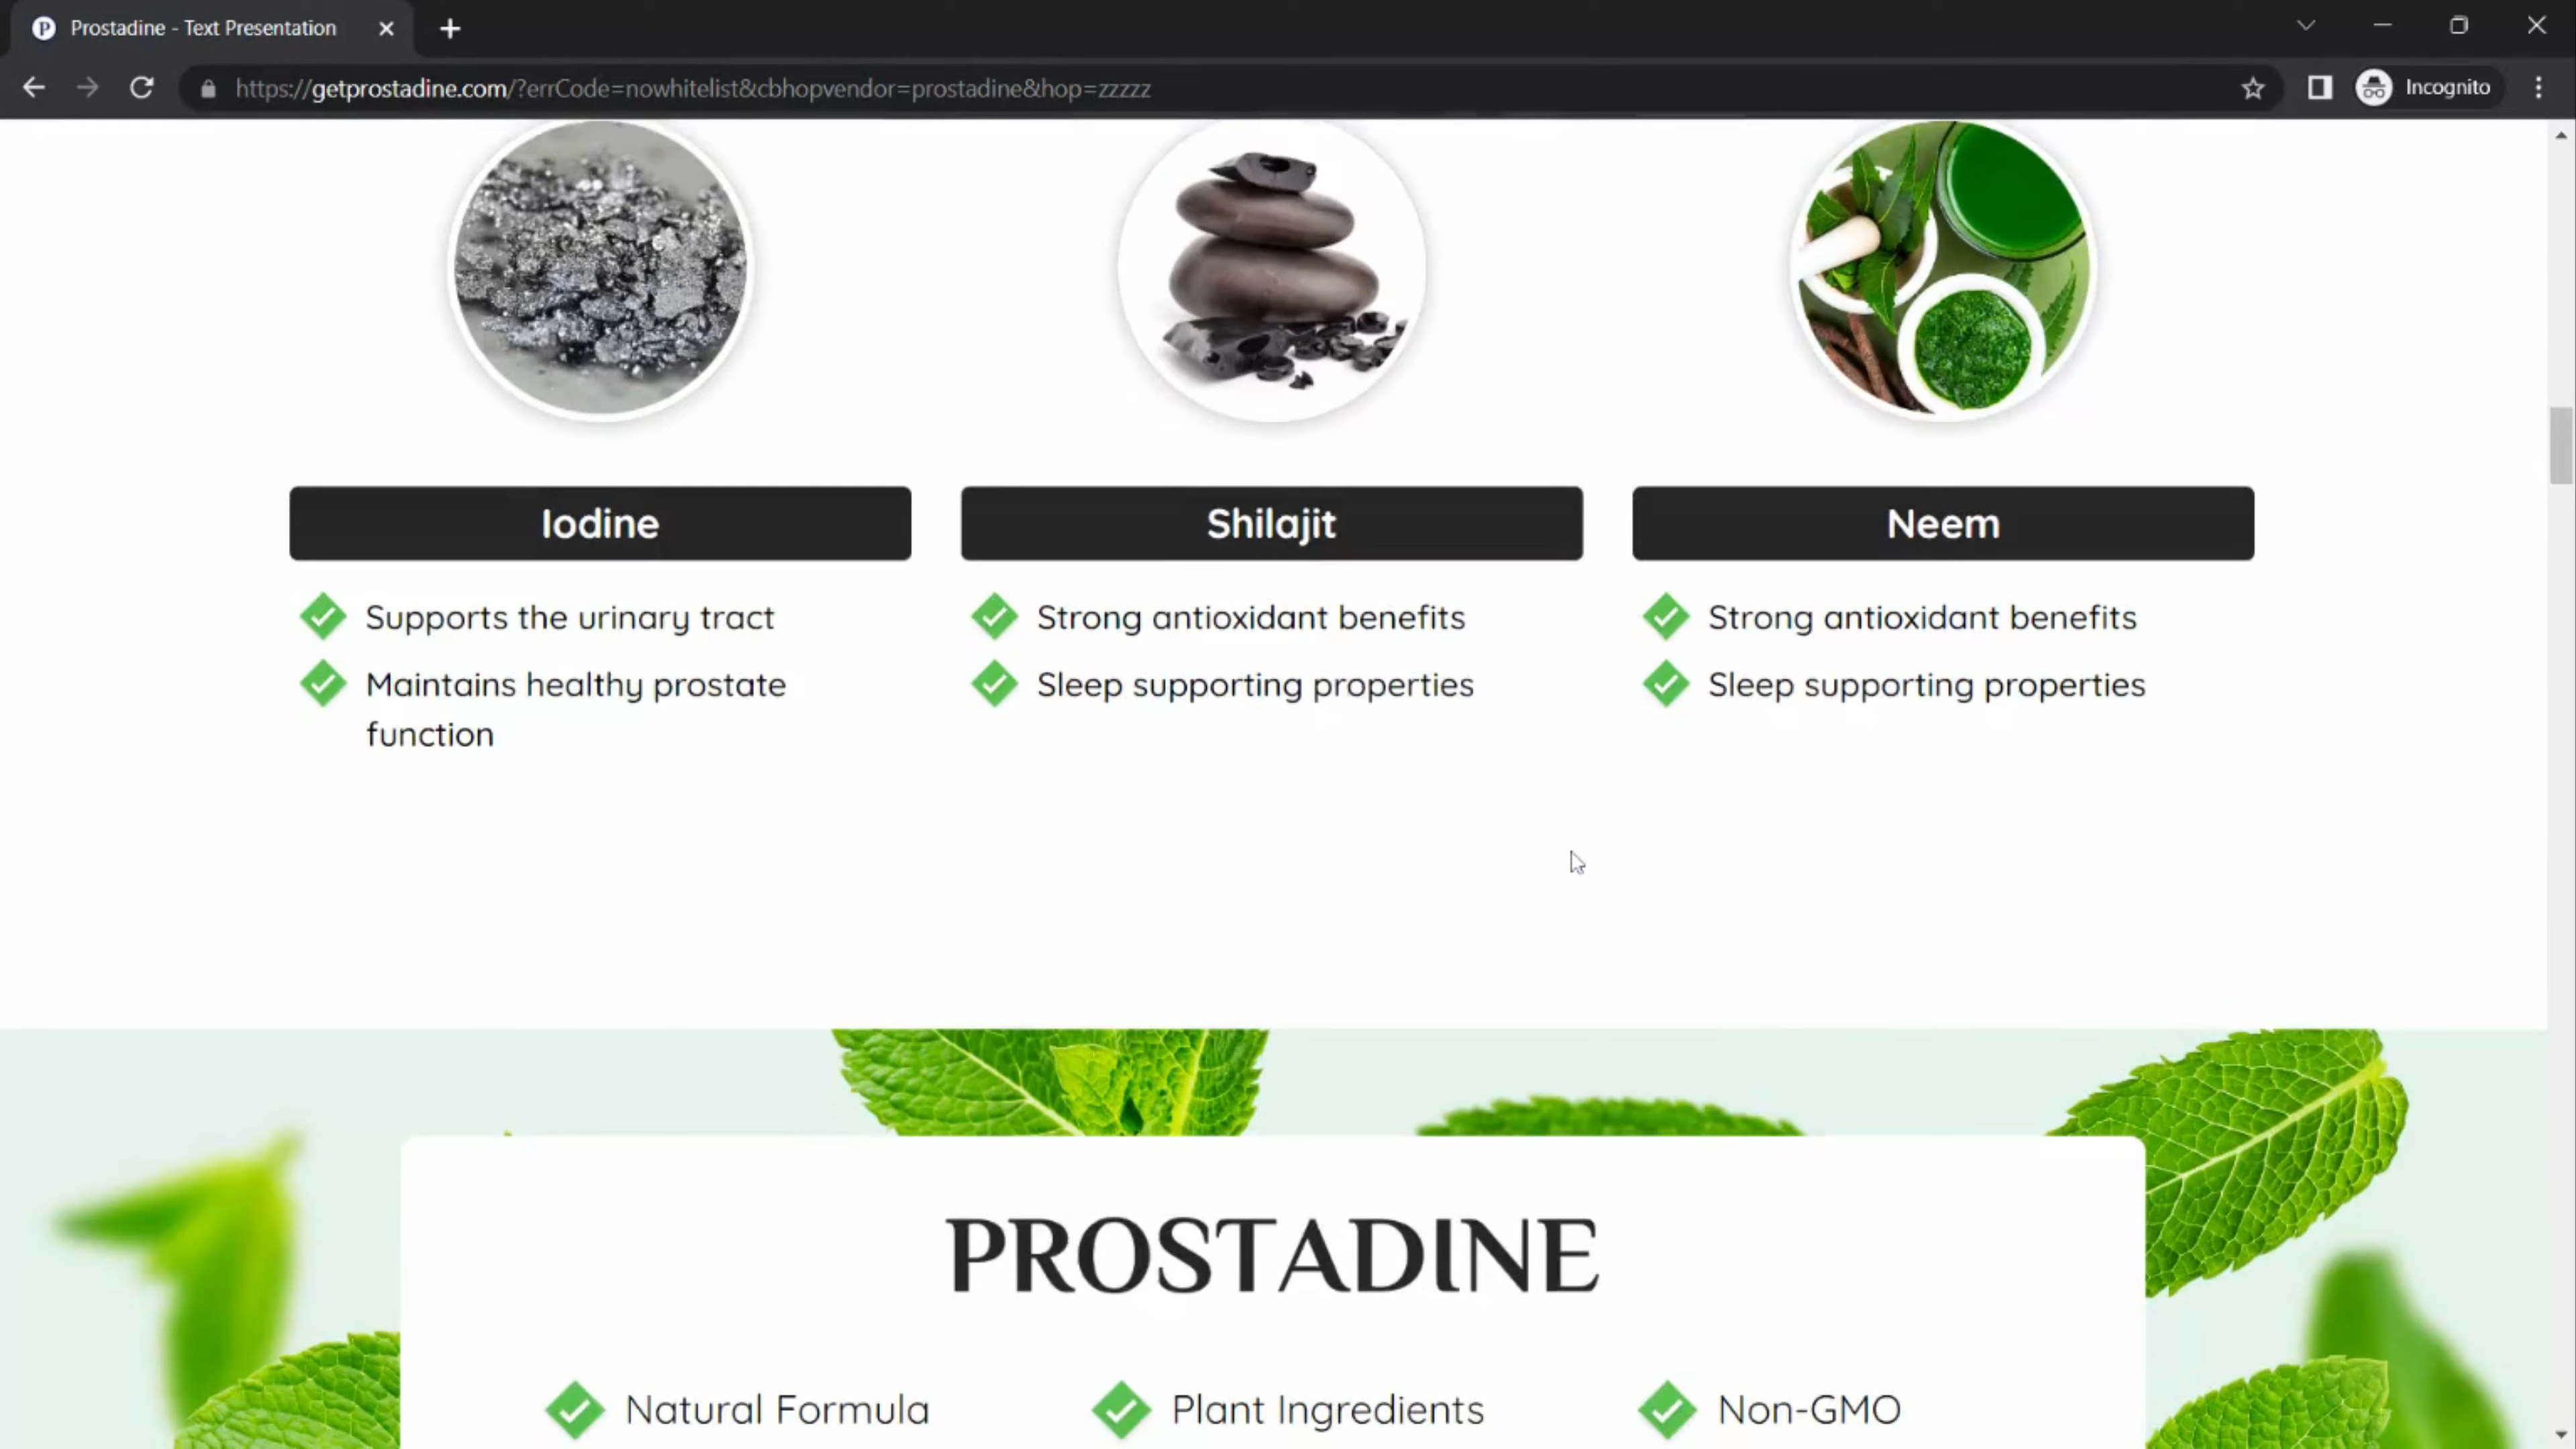 Prostadine - Text Presentation
https://getprostadine.com/?errCode=nowhitelist&cbhopvendor=prostadine&hop=zzzzz
Incognito
Iodine
Supports the urinary tract
Maintains healthy prostate
function
Shilajit
Strong antioxidant benefits
Sleep supporting properties
Neem
Strong antioxidant benefits
Sleep supporting properties
PROSTADINE
Natural Formula
Plant Ingredients
Non-GMO